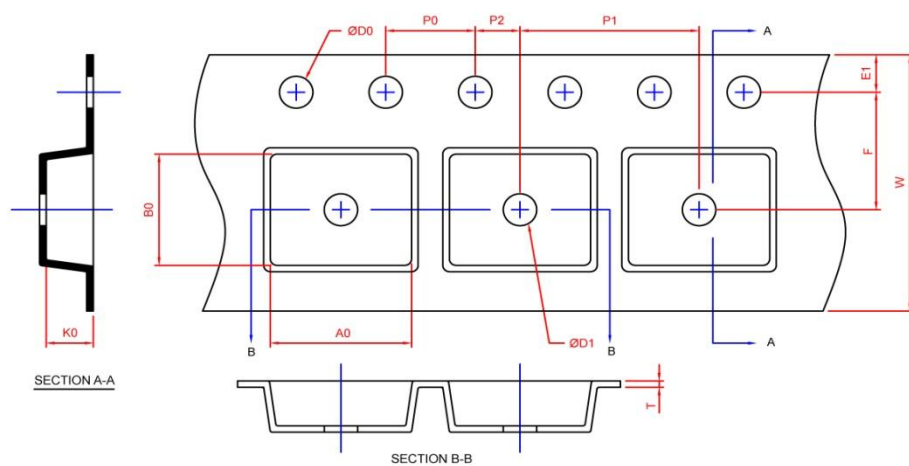 ØD0
P0
P2
P1
A
E1
F
W
B0
K0
B
A0
ØD1
B
A
SECTION A-A
T
SECTION B-B